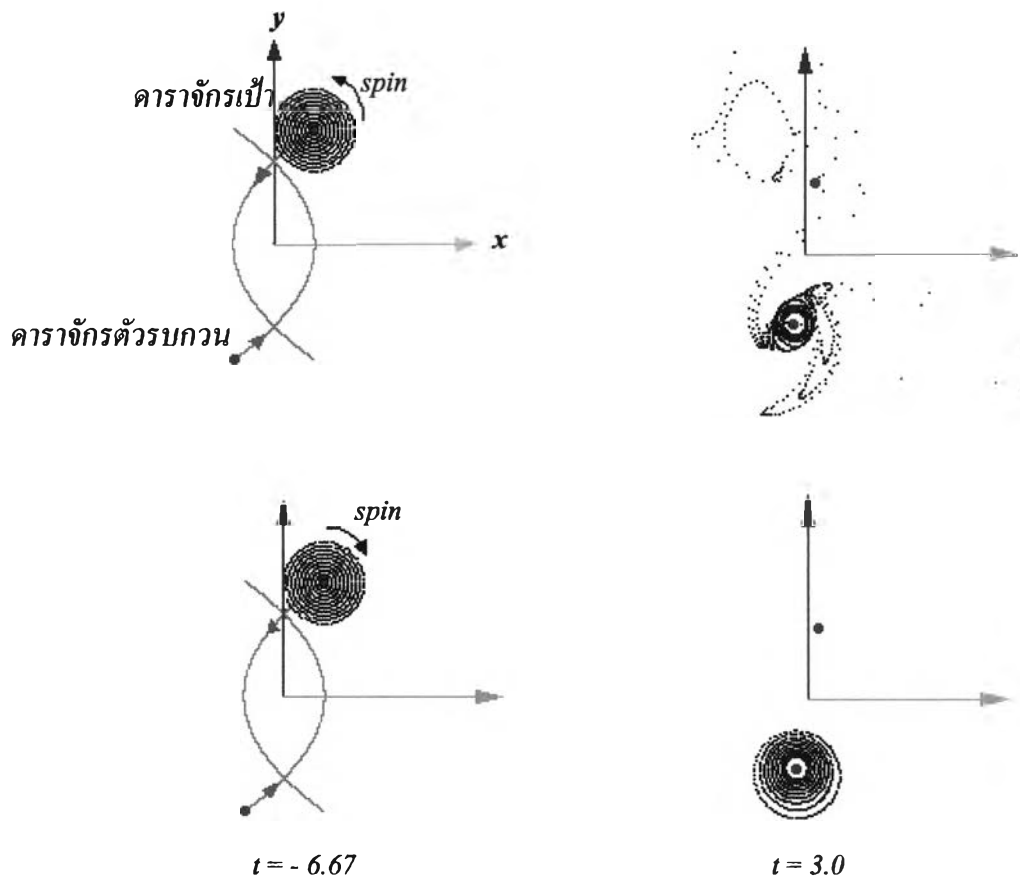 y
ดาราจักรเป้า
spin
x
ดาราจักรตัวรบกวน
spin
t = - 6.67
t = 3.0